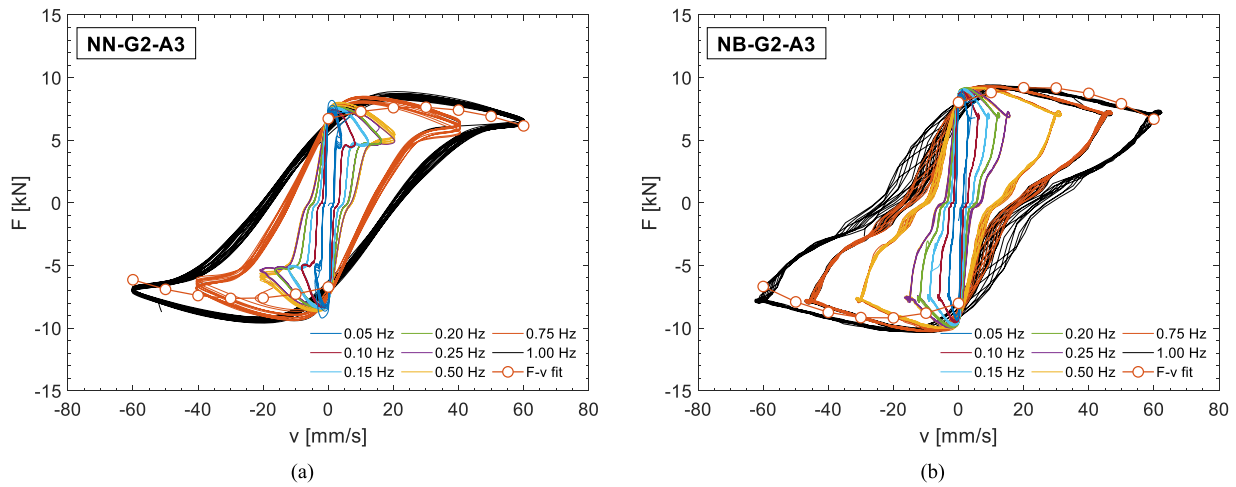 NN-G2-A3
F [kN]
15
10
5
0
-5
-10
-15
0.05 Hz 0.20 Hz 0.75 Hz
0.10 Hz 0.25 Hz 1.00 Hz
0.15 Hz 0.50 Hz F-v fit
-80 -60 -40 -20 0 20 40 60 80
v [mm/s]
(a)
NB-G2-A3
F [kN]
15
10
5
0
-5
-10
-15
0.05 Hz 0.20 Hz 0.75 Hz
0.10 Hz 0.25 Hz 1.00 Hz
0.15 Hz 0.50 Hz F-v fit
-80 -60 -40 -20 0 20 40 60 80
v [mm/s]
(b)